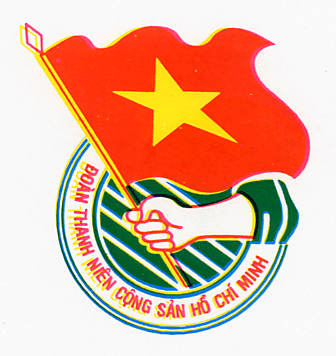 ĐOÀN THANH NIÊN CỘNG SẢN HỒ CHÍ MINH